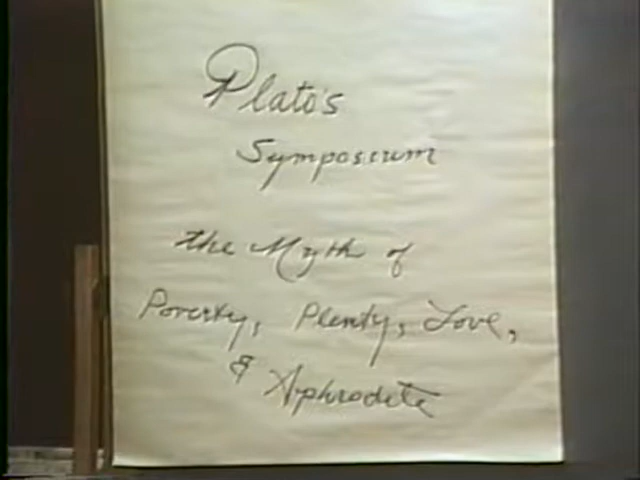 Plato's
Symposium
the Myth of
Poverty, Plenty, Love,
& Aphrodite